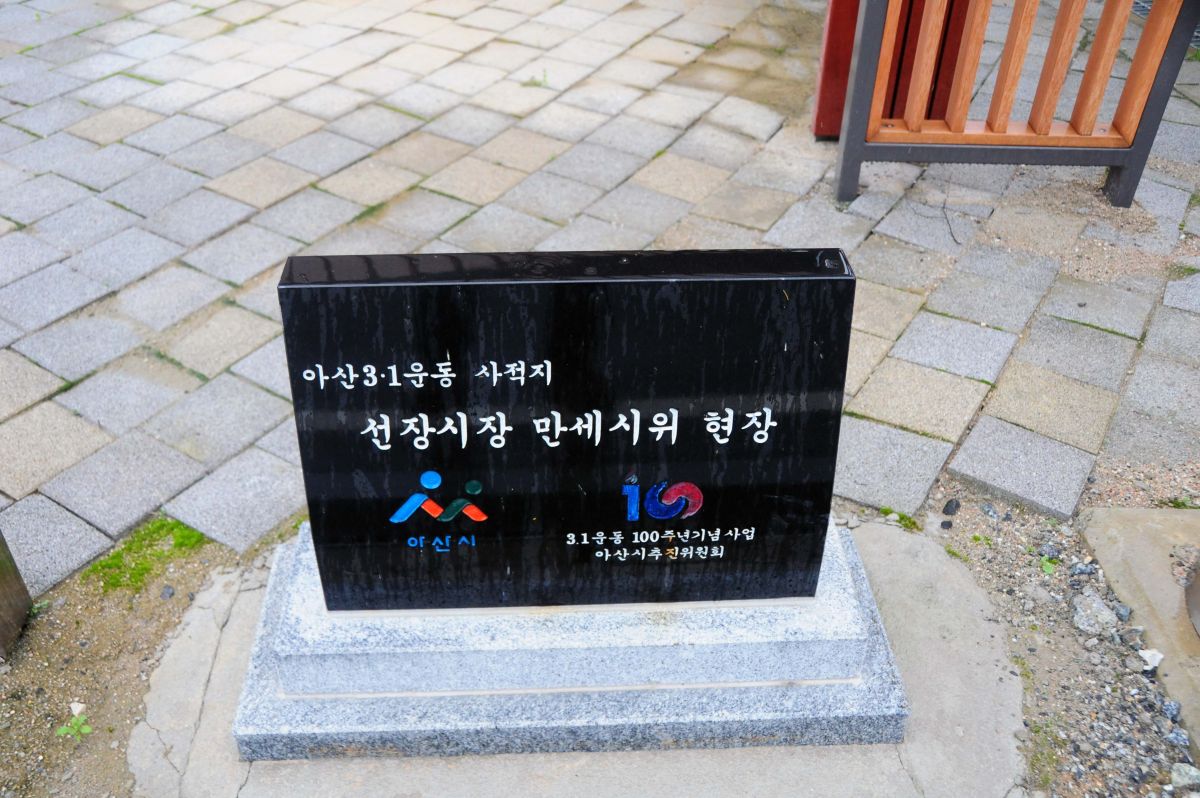 아산3·1운동 사적지
선장시장 만세시위 현장
아산시
100
3.1운동 100주년기념사업
아산시추진위원회